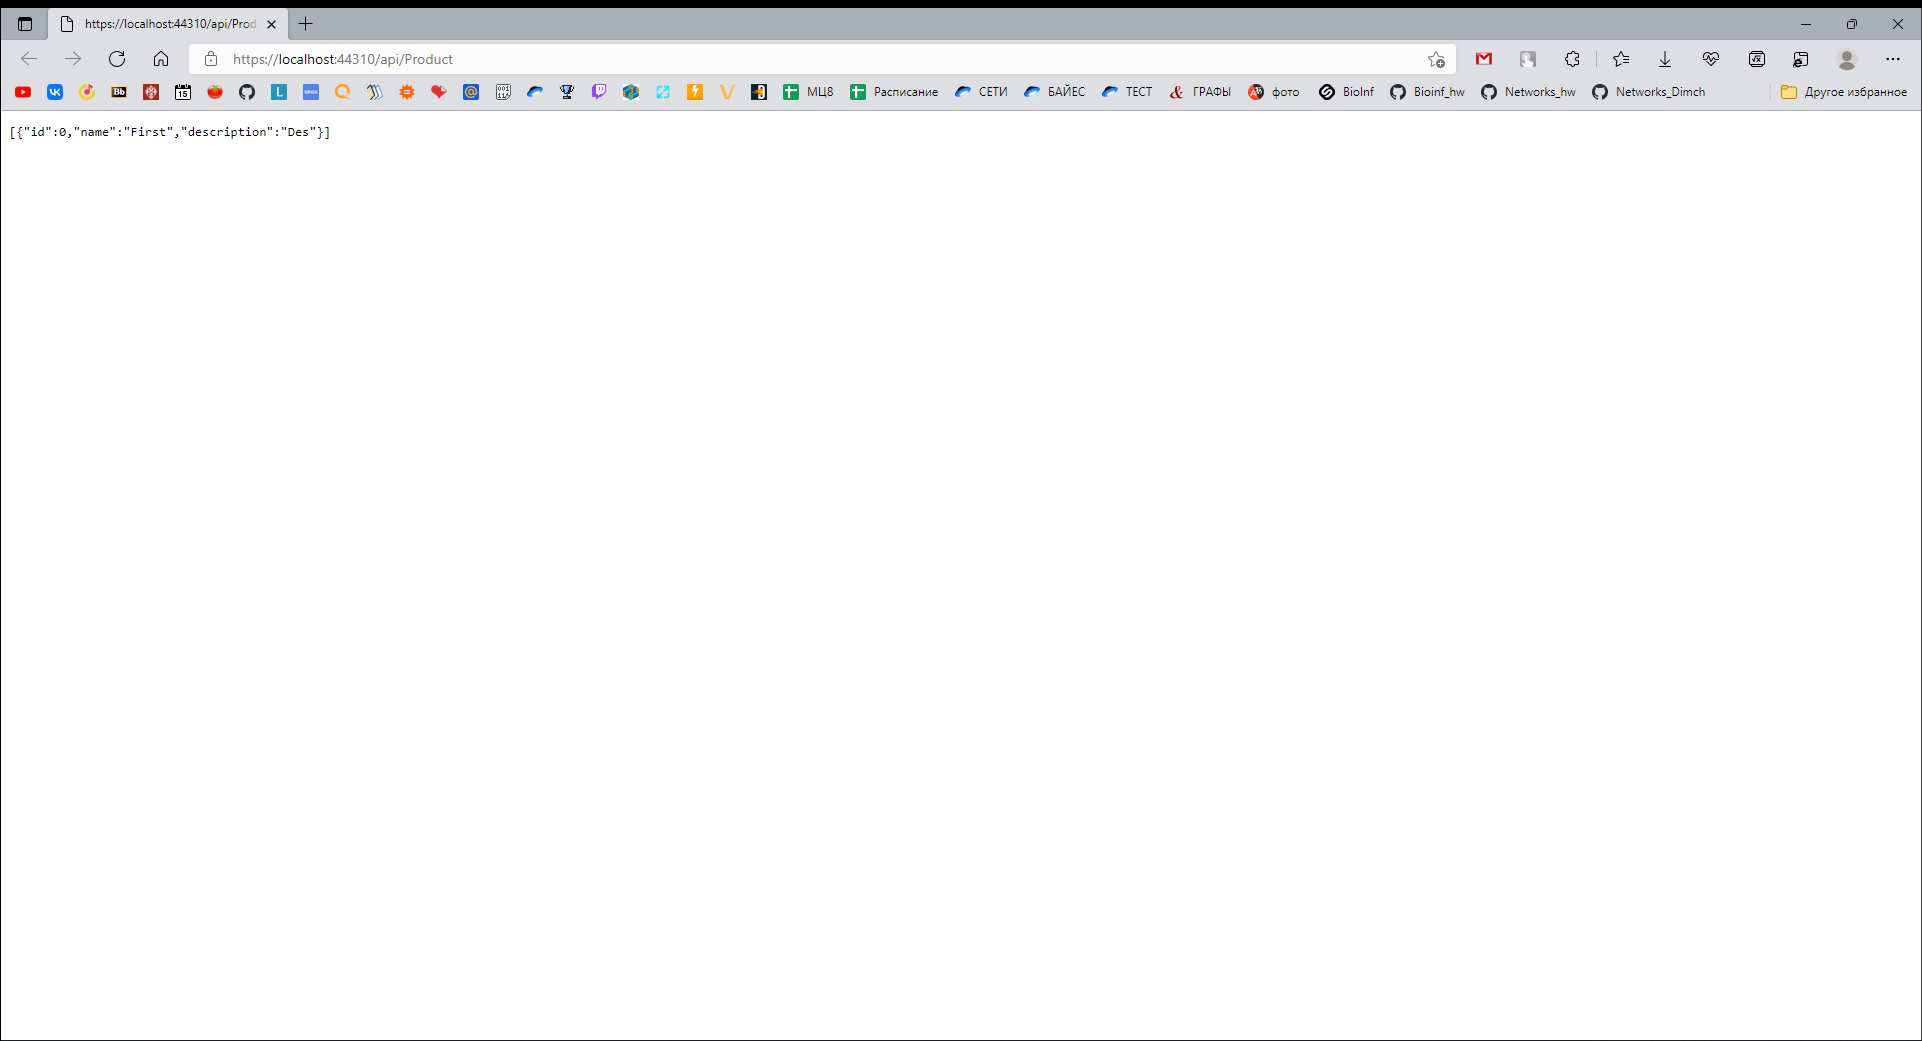 https://localhost:44310/api/Prod
https://localhost:44310/api/Product
МЦ8 Расписание СЕТИ БАЙЕС ТЕСТ ГРАФЫ фото BioInf Bioinf_hw Networks_hw Networks_Dimch Другое избранное
[{"id":0,"name":"First","description":"Des"}]